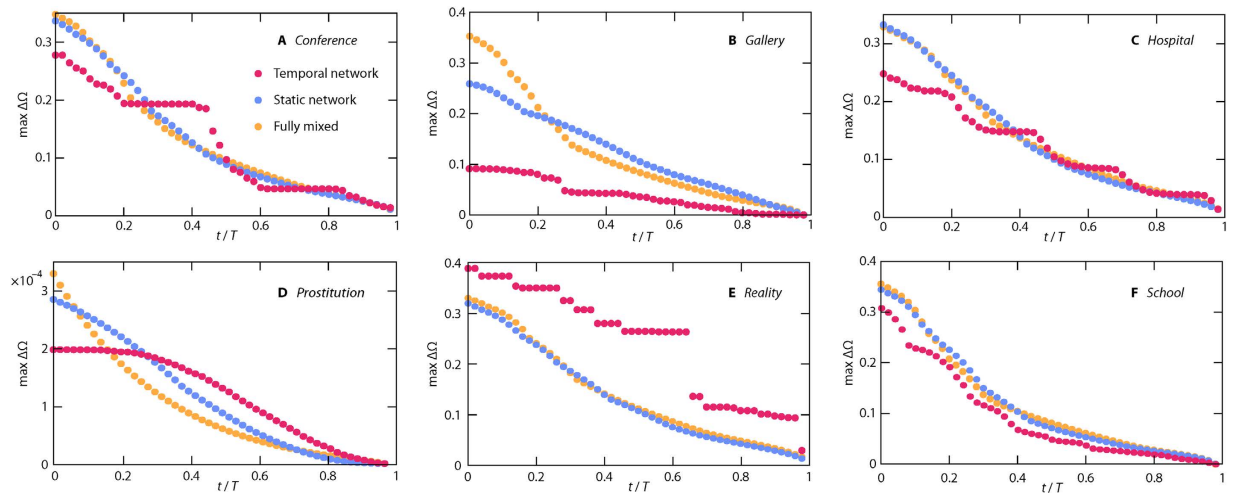 A Conference
Temporal network
Static network
Fully mixed
max ΔΩ
0.3
0.2
0.1
0
0 0.2 0.4 0.6 0.8 1
t / T
B Gallery
max ΔΩ
0.4
0.3
0.2
0.1
0
0 0.2 0.4 0.6 0.8 1
t / T
C Hospital
max ΔΩ
0.3
0.2
0.1
0
0 0.2 0.4 0.6 0.8 1
t / T
D Prostitution
×10⁻⁴
max ΔΩ
3
2
1
0
0 0.2 0.4 0.6 0.8 1
t / T
E Reality
max ΔΩ
0.4
0.3
0.2
0.1
0
0 0.2 0.4 0.6 0.8 1
t / T
F School
max ΔΩ
0.4
0.3
0.2
0.1
0
0 0.2 0.4 0.6 0.8 1
t / T